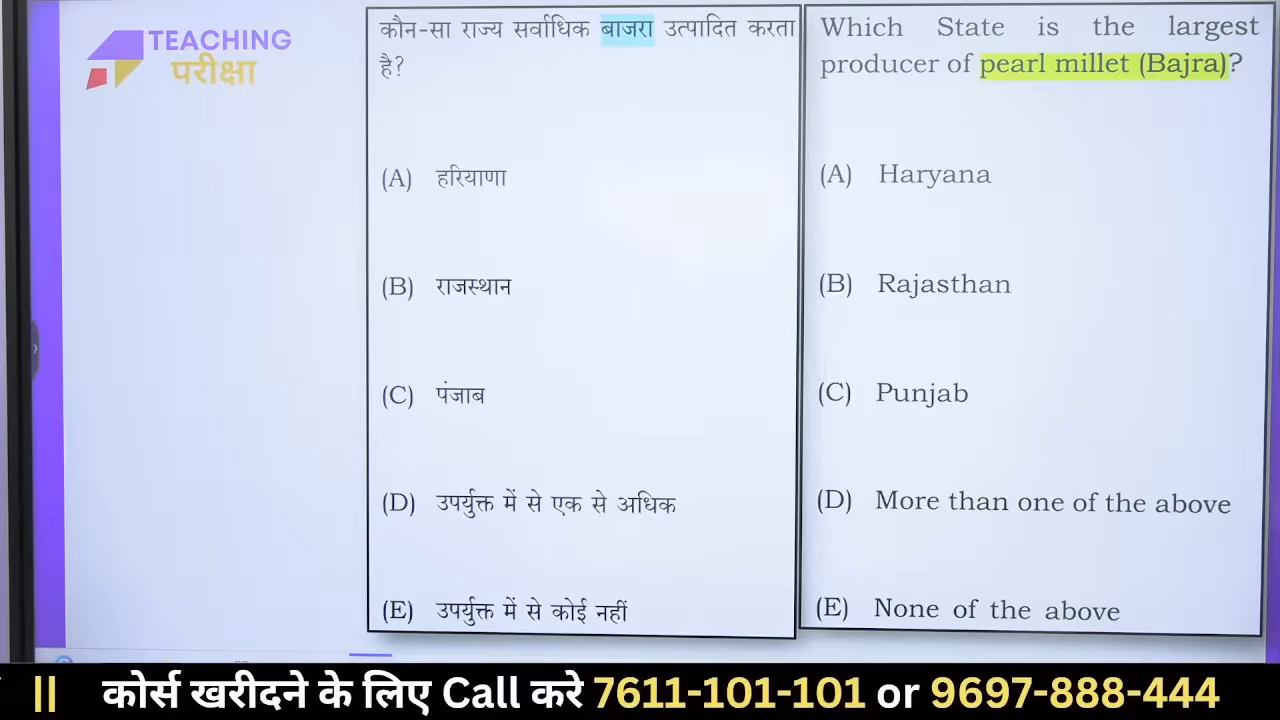 TEACHING
परीक्षा
कौन-सा राज्य सर्वाधिक बाजरा उत्पादित करता
है?
(A) हरियाणा
(B) राजस्थान
(C) पंजाब
(D) उपर्युक्त में से एक से अधिक
(E) उपर्युक्त में से कोई नहीं
Which State is the largest
producer of pearl millet (Bajra)?
(A) Haryana
(B) Rajasthan
(C) Punjab
(D) More than one of the above
(E) None of the above
|| कोर्स खरीदने के लिए Call करे 7611-101-101 or 9697-888-444